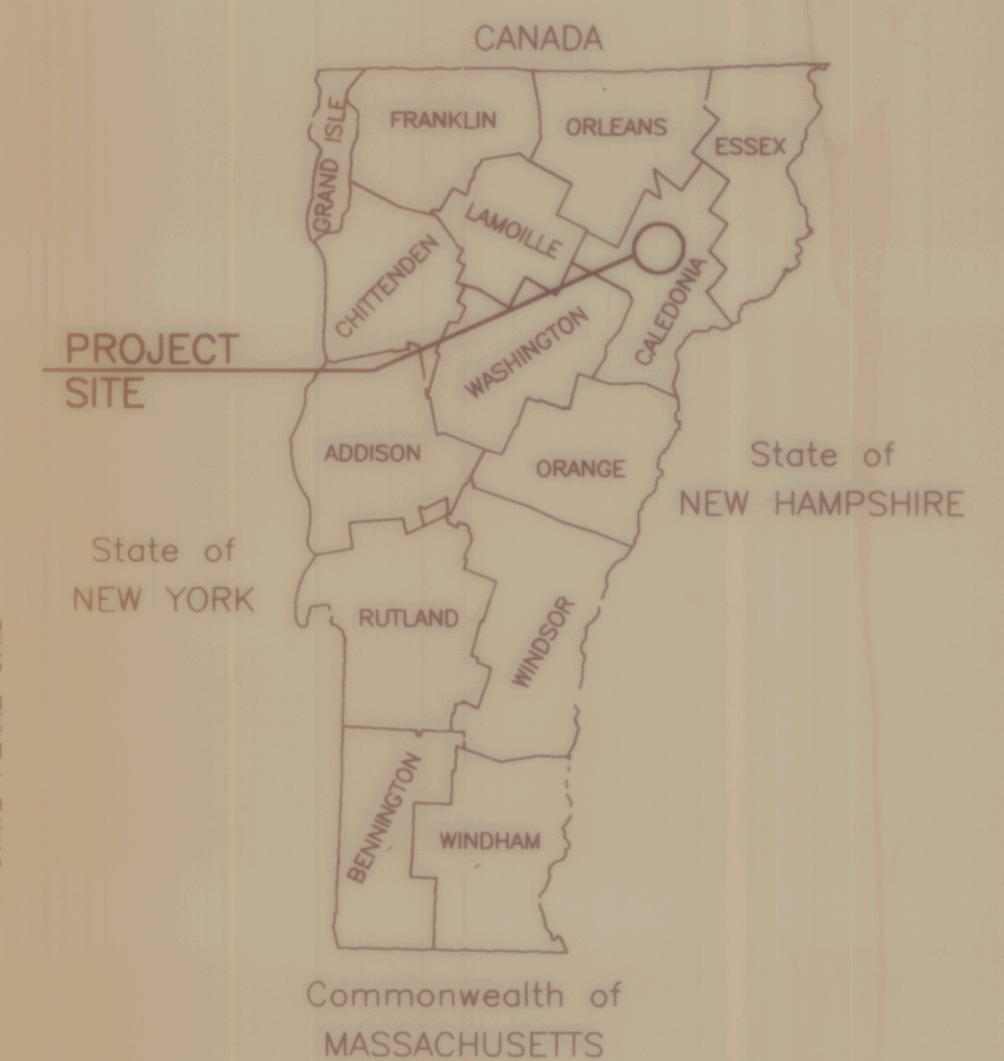 CANADA
GRAND ISLE
FRANKLIN
ORLEANS
ESSEX
LAMOILLE
CHITTENDEN
CALEDONIA
WASHINGTON
PROJECT
SITE
ADDISON
ORANGE
State of
NEW HAMPSHIRE
State of
NEW YORK
RUTLAND
WINDSOR
BENNINGTON
WINDHAM
Commonwealth of
MASSACHUSETTS